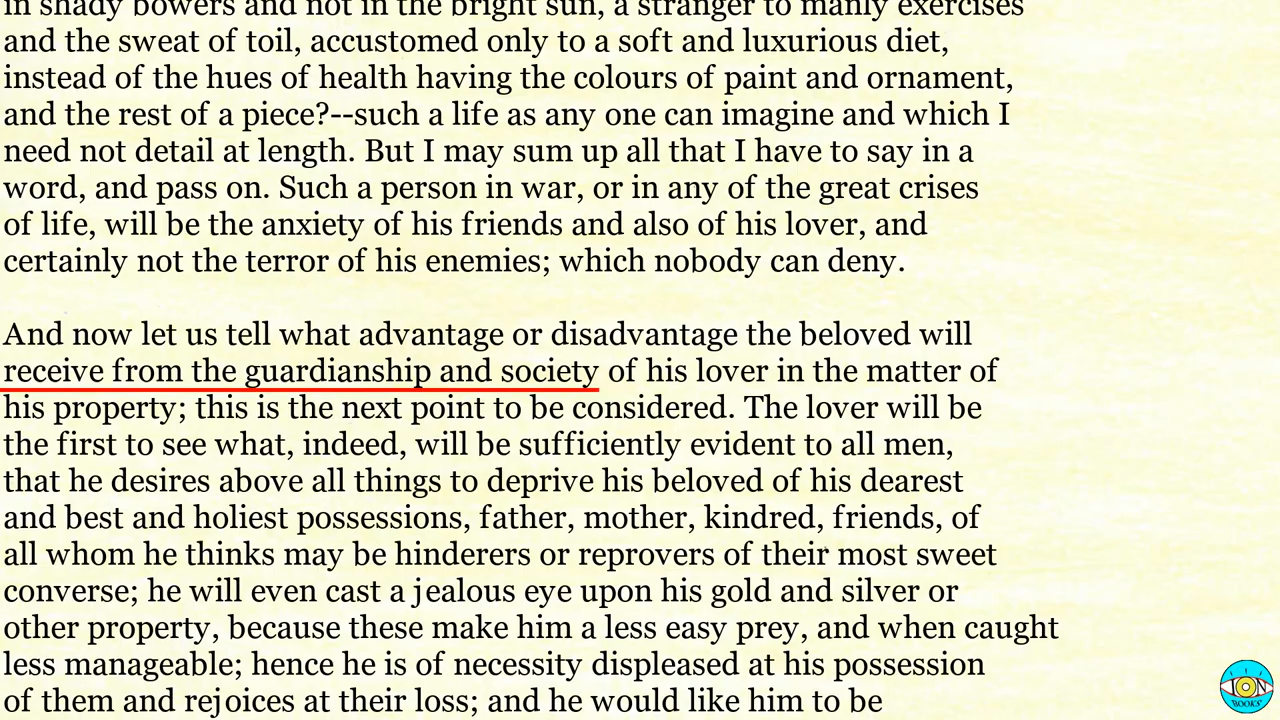 in shady bowers and not in the bright sun, a stranger to manly exercises
and the sweat of toil, accustomed only to a soft and luxurious diet,
instead of the hues of health having the colours of paint and ornament,
and the rest of a piece?--such a life as any one can imagine and which I
need not detail at length. But I may sum up all that I have to say in a
word, and pass on. Such a person in war, or in any of the great crises
of life, will be the anxiety of his friends and also of his lover, and
certainly not the terror of his enemies; which nobody can deny.
And now let us tell what advantage or disadvantage the beloved will
receive from the guardianship and society of his lover in the matter of
his property; this is the next point to be considered. The lover will be
the first to see what, indeed, will be sufficiently evident to all men,
that he desires above all things to deprive his beloved of his dearest
and best and holiest possessions, father, mother, kindred, friends, of
all whom he thinks may be hinderers or reprovers of their most sweet
converse; he will even cast a jealous eye upon his gold and silver or
other property, because these make him a less easy prey, and when caught
less manageable; hence he is of necessity displeased at his possession
of them and rejoices at their loss; and he would like him to be
ION
BOOKS